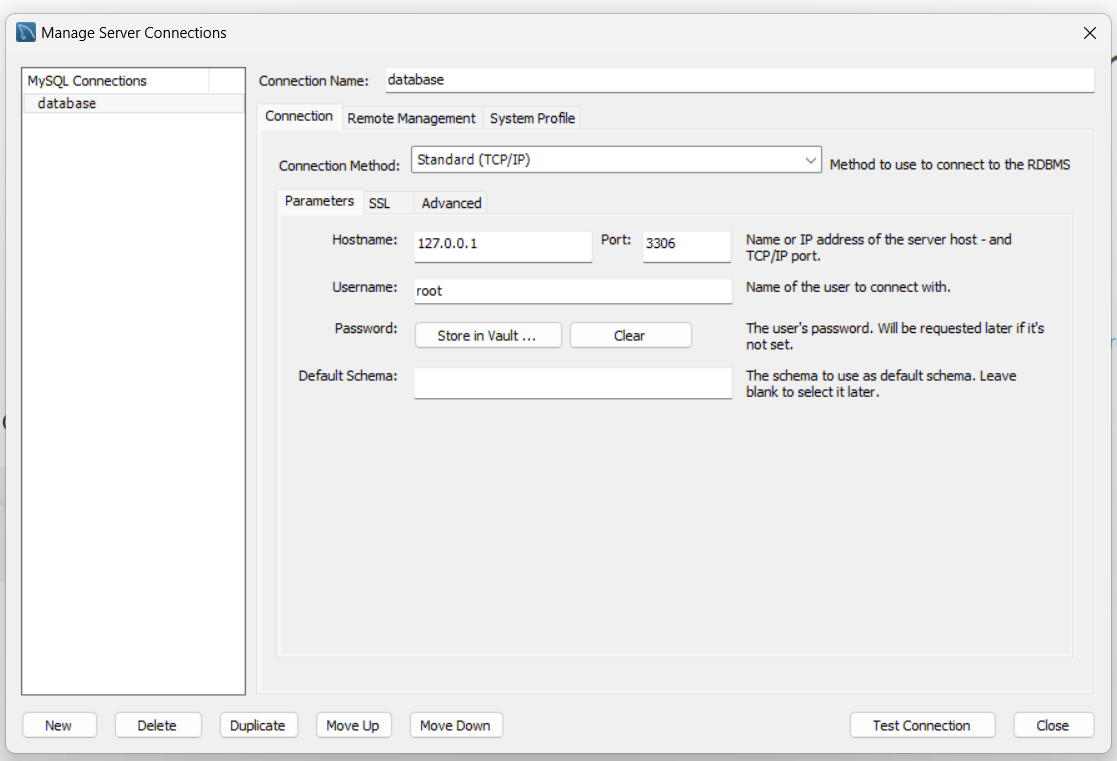 Manage Server Connections
MySQL Connections
database
Connection Name: database
Connection Remote Management System Profile
Connection Method: Standard (TCP/IP) Method to use to connect to the RDBMS
Parameters SSL Advanced
Hostname: 127.0.0.1 Port: 3306 Name or IP address of the server host - and
TCP/IP port.
Username: root Name of the user to connect with.
Password: Store in Vault ... Clear The user's password. Will be requested later if it's
not set.
Default Schema: The schema to use as default schema. Leave
blank to select it later.
New Delete Duplicate Move Up Move Down Test Connection Close